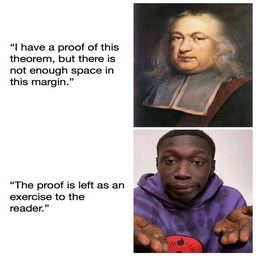 “I have a proof of this
theorem, but there is
not enough space in
this margin.”
“The proof is left as an
exercise to the
reader.”